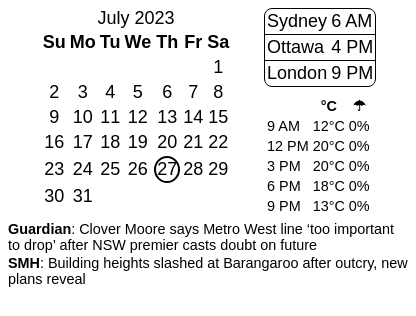 July 2023
Su Mo Tu We Th Fr Sa
1
2 3 4 5 6 7 8
9 10 11 12 13 14 15
16 17 18 19 20 21 22
23 24 25 26 27 28 29
30 31
Sydney 6 AM
Ottawa 4 PM
London 9 PM
°C ☂
9 AM 12°C 0%
12 PM 20°C 0%
3 PM 20°C 0%
6 PM 18°C 0%
9 PM 13°C 0%
Guardian: Clover Moore says Metro West line ‘too important
to drop’ after NSW premier casts doubt on future
SMH: Building heights slashed at Barangaroo after outcry, new
plans reveal